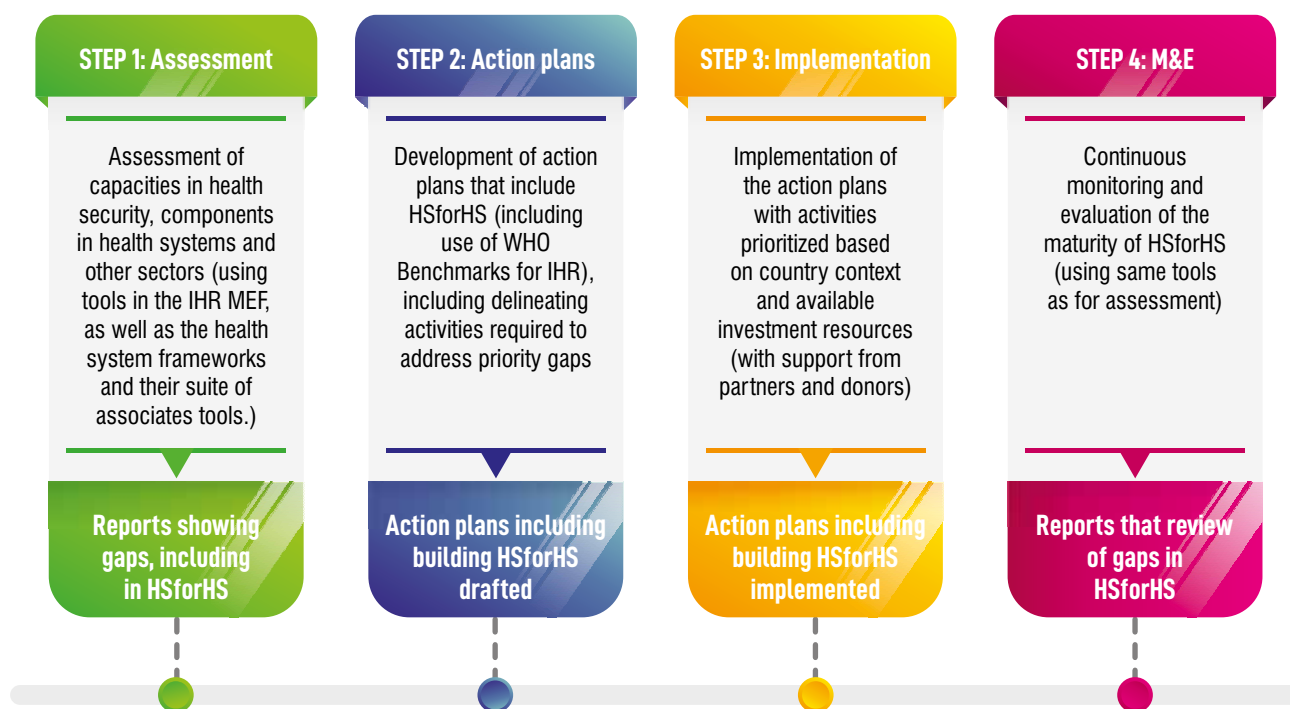 STEP 1: Assessment
Assessment of
capacities in health
security, components
in health systems and
other sectors (using
tools in the IHR MEF,
as well as the health
system frameworks
and their suite of
associates tools.)
Reports showing
gaps, including
in HSforHS
STEP 2: Action plans
Development of action
plans that include
HSforHS (including
use of WHO
Benchmarks for IHR),
including delineating
activities required to
address priority gaps
Action plans including
building HSforHS
drafted
STEP 3: Implementation
Implementation of
the action plans
with activities
prioritized based
on country context
and available
investment resources
(with support from
partners and donors)
Action plans including
building HSforHS
implemented
STEP 4: M&E
Continuous
monitoring and
evaluation of the
maturity of HSforHS
(using same tools
as for assessment)
Reports that review
of gaps in
HSforHS